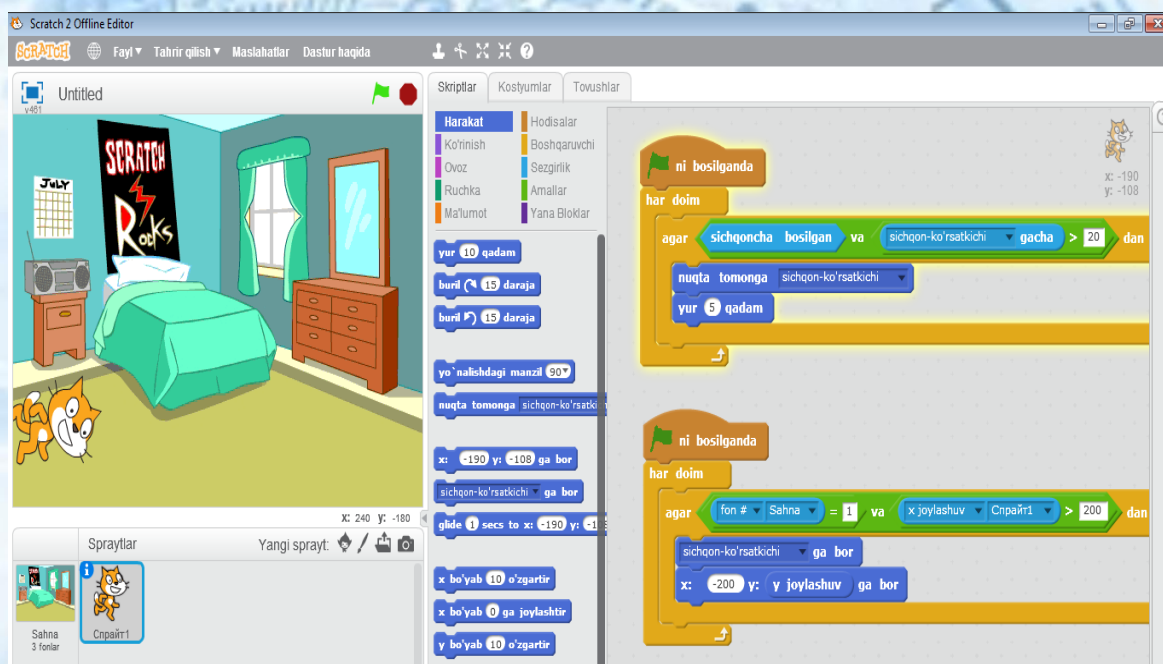 Scratch 2 Offline Editor
SCRATCH Fayl Tahrir qilish Maslahatlar Dastur haqida
Untitled
v461
JULY
SCRATCH
Rocks
X: 240 Y: -180
Spraytlar Yangi sprayt:
Sahna
3 fonlar
Спрайт1
Skriptlar Kostyumlar Tovushlar
Harakat Hodisalar
Ko'rinish Boshqaruvchi
Ovoz Sezgirlik
Ruchka Amallar
Ma'lumot Yana Bloklar
yur 10 qadam
buril 15 daraja
buril 15 daraja
yo`nalishdagi manzil 90
nuqta tomonga sichqon-ko'rsatki
x: -190 y: -108 ga bor
sichqon-ko'rsatkichi ga bor
glide 1 secs to x: -190 y:
x bo'yab 10 o'zgartir
x bo'yab 0 ga joylashtir
y bo'yab 10 o'zgartir
x: -190
y: -108
ni bosilganda
har doim
agar sichqoncha bosilgan va sichqon-ko'rsatkichi gacha > 20 dan
nuqta tomonga sichqon-ko'rsatkichi
yur 5 qadam
ni bosilganda
har doim
agar fon # Sahna = 1 va x joylashuv Спрайт1 > 200 dan
sichqon-ko'rsatkichi ga bor
x: -200 y: y joylashuv ga bor